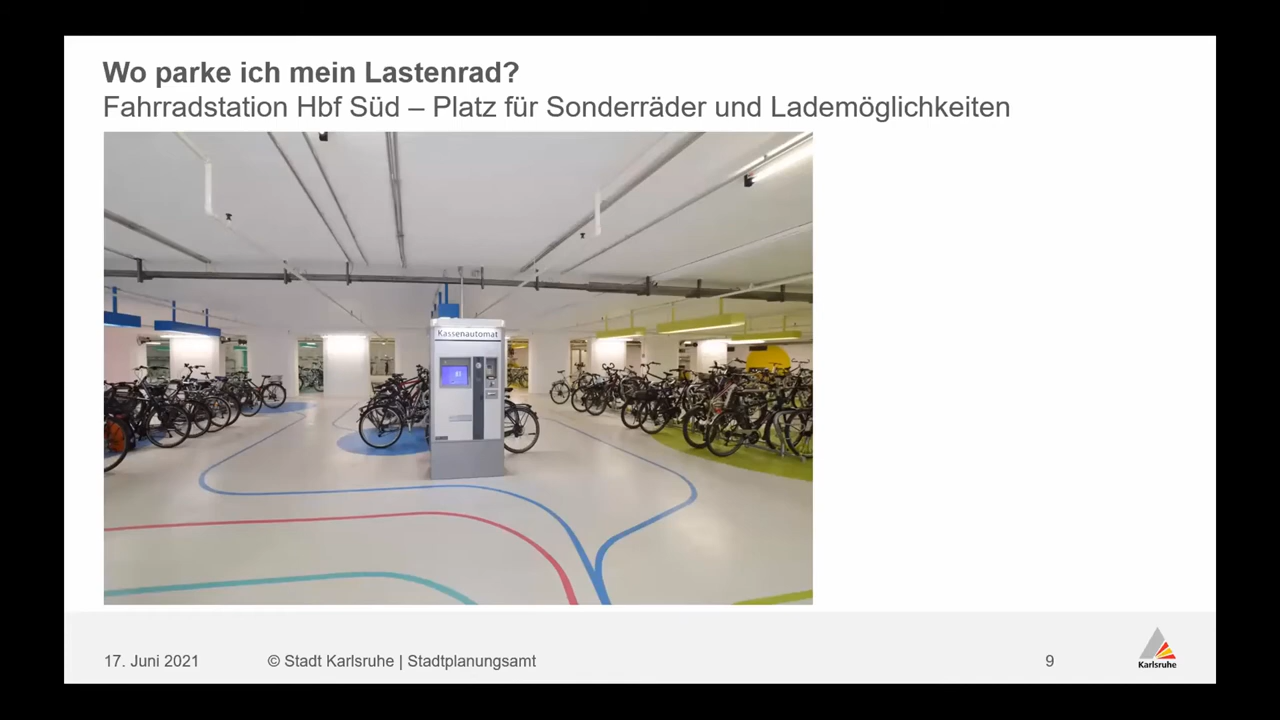 Wo parke ich mein Lastenrad?
Fahrradstation Hbf Süd – Platz für Sonderräder und Lademöglichkeiten
Kassenautomat
17. Juni 2021
© Stadt Karlsruhe | Stadtplanungsamt
9
Karlsruhe